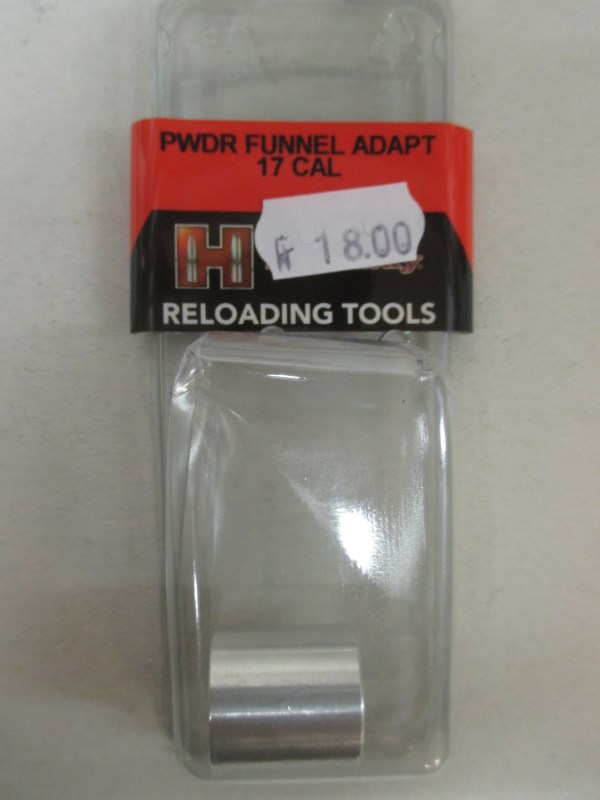 PWDR FUNNEL ADAPT
17 CAL
H
18.00
RELOADING TOOLS